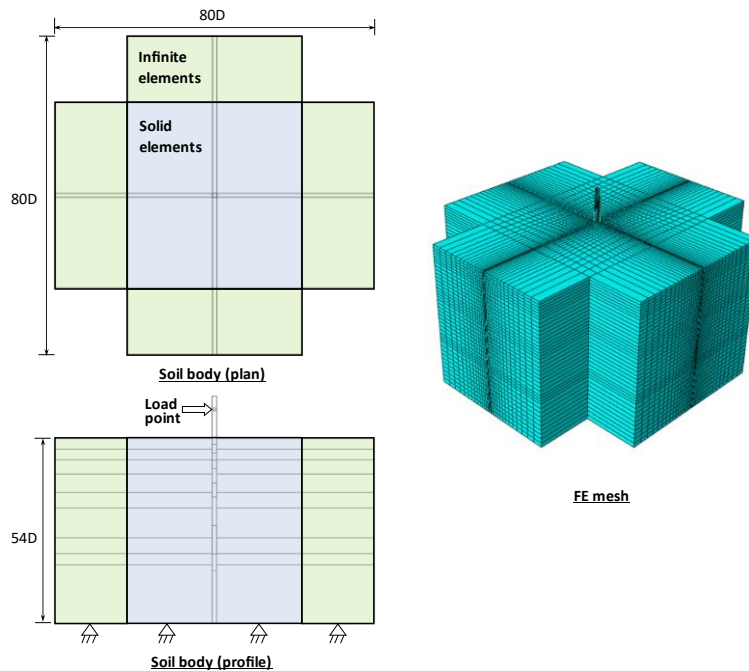 80D
Infinite
elements
Solid
elements
80D
Soil body (plan)
Load
point
54D
Soil body (profile)
FE mesh